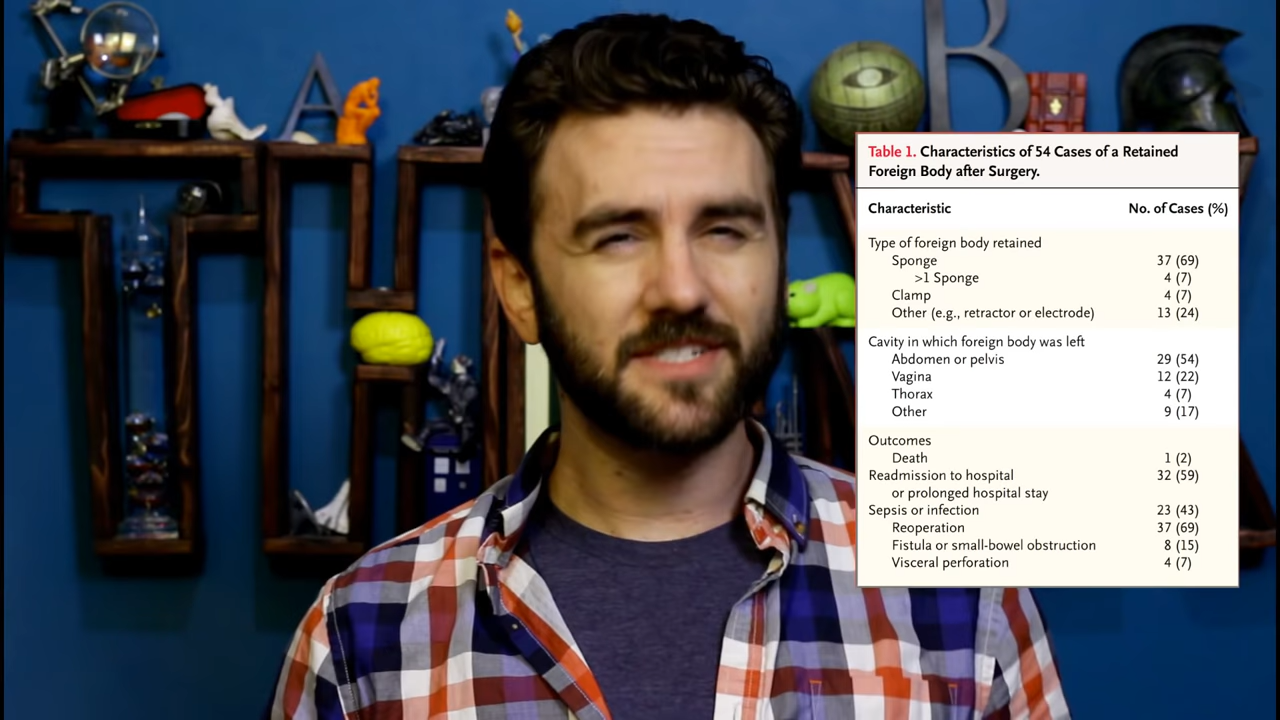 A
B
Table 1. Characteristics of 54 Cases of a Retained
Foreign Body after Surgery.
Characteristic No. of Cases (%)
Type of foreign body retained
Sponge 37 (69)
>1 Sponge 4 (7)
Clamp 4 (7)
Other (e.g., retractor or electrode) 13 (24)
Cavity in which foreign body was left
Abdomen or pelvis 29 (54)
Vagina 12 (22)
Thorax 4 (7)
Other 9 (17)
Outcomes
Death 1 (2)
Readmission to hospital 32 (59)
or prolonged hospital stay
Sepsis or infection 23 (43)
Reoperation 37 (69)
Fistula or small-bowel obstruction 8 (15)
Visceral perforation 4 (7)